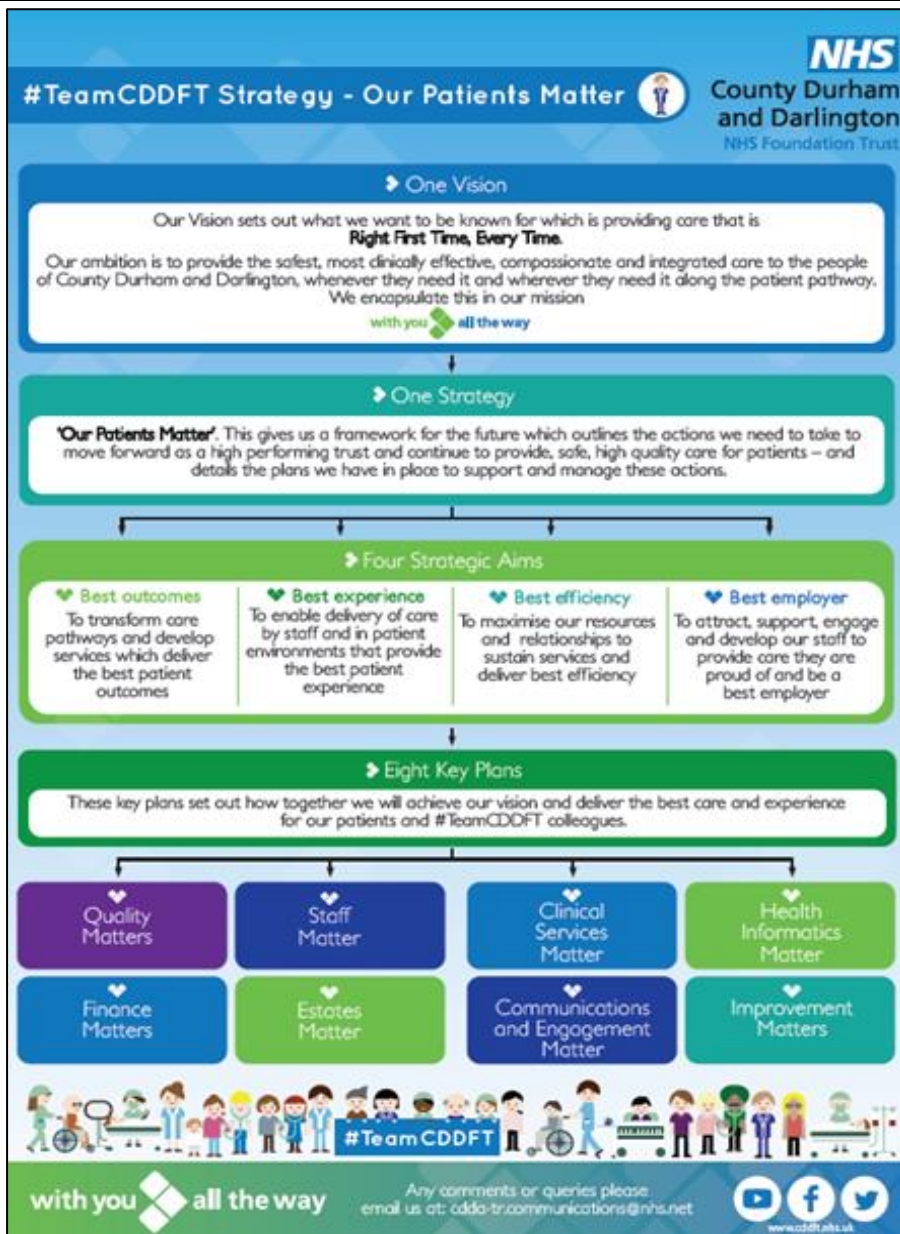 NHS
#TeamCDDFT Strategy - Our Patients Matter
County Durham
and Darlington
NHS Foundation Trust
One Vision
Our Vision sets out what we want to be known for which is providing care that is
Right First Time, Every Time.
Our ambition is to provide the safest, most clinically effective, compassionate and integrated care to the people
of County Durham and Darlington, whenever they need it and wherever they need it along the patient pathway.
We encapsulate this in our mission
with you all the way
One Strategy
'Our Patients Matter'. This gives us a framework for the future which outlines the actions we need to take to
move forward as a high performing trust and continue to provide, safe, high quality care for patients – and
details the plans we have in place to support and manage these actions.
Four Strategic Aims
Best outcomes
To transform care
pathways and develop
services which deliver
the best patient
outcomes
Best experience
To enable delivery of care
by staff and in patient
environments that provide
the best patient
experience
Best efficiency
To maximise our resources
and relationships to
sustain services and
deliver best efficiency
Best employer
To attract, support, engage
and develop our staff to
provide care they are
proud of and be a
best employer
Eight Key Plans
These key plans set out how together we will achieve our vision and deliver the best care and experience
for our patients and #TeamCDDFT colleagues.
Quality
Matters
Staff
Matter
Clinical
Services
Matter
Health
Informatics
Matter
Finance
Matters
Estates
Matter
Communications
and Engagement
Matter
Improvement
Matters
#TeamCDDFT
with you all the way
Any comments or queries please
email us at: cdda-tr.communications@nhs.net
www.cddft.nhs.uk